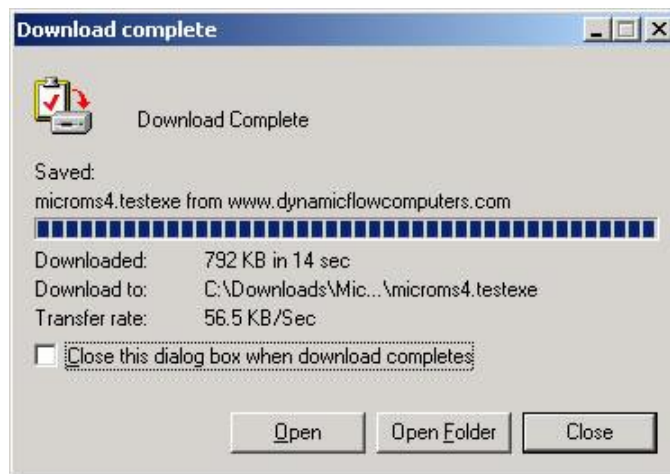 Download complete
Download Complete
Saved:
microms4.testexe from www.dynamicflowcomputers.com
Downloaded: 792 KB in 14 sec
Download to: C:\Downloads\Mic...\microms4.testexe
Transfer rate: 56.5 KB/Sec
Close this dialog box when download completes
Open Open Folder Close